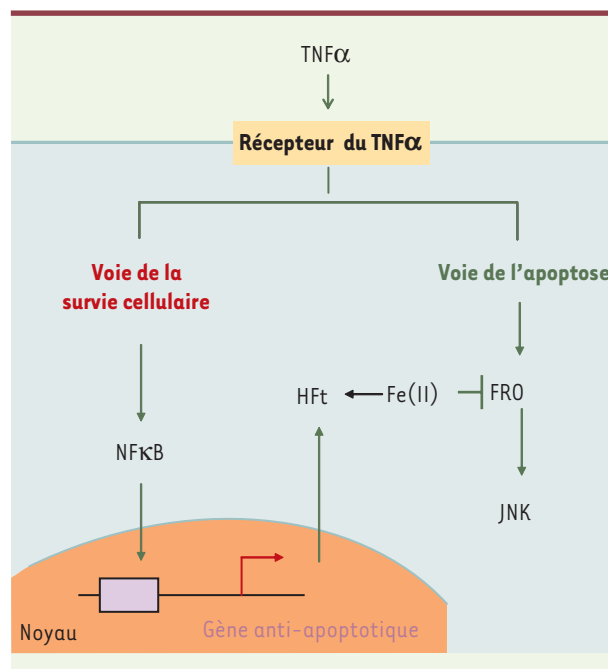 TNFα
Récepteur du TNFα
Voie de la
survie cellulaire
Voie de l’apoptose
HFt
Fe(II)
FRO
NFκB
JNK
Noyau
Gène anti-apoptotique